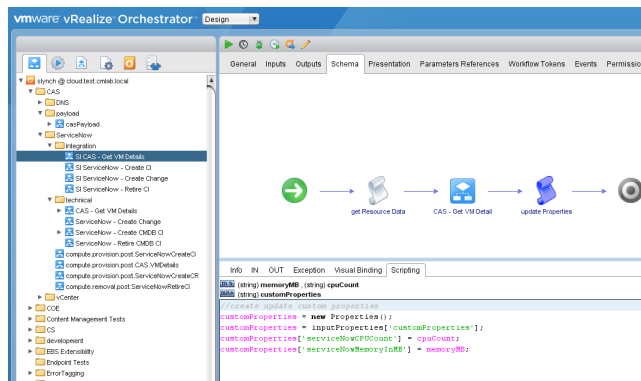 vmware vRealize Orchestrator Design
General Inputs Outputs Schema Presentation Parameters References Workflow Tokens Events Permissio
slynch @ cloud.test.cmlab.local
CAS
DNS
payload
casPayload
ServiceNow
Integration
SI CAS - Get VM Details
SI ServiceNow - Create CI
SI ServiceNow - Create Change
SI ServiceNow - Retire CI
technical
CAS - Get VM Details
ServiceNow - Create Change
ServiceNow - Create CMDB CI
ServiceNow - Retire CMDB CI
compute.provision.post.ServiceNowCreateCI
compute.provision.post.CAS.VMDetails
compute.provision.post.ServiceNowCreateCR
compute.removal.post.ServiceNowRetireCI
vCenter
COE
Content Management Tests
CS
development
EBS Extensibility
Endpoint Tests
ErrorTagging
get Resource Data CAS - Get VM Detail update Properties
Info IN OUT Exception Visual Binding Scripting
(string) memoryMB , (string) cpuCount
(string) customProperties
//create update custom properties
customProperties = new Properties();
customProperties = inputProperties['customProperties'];
customProperties['serviceNowCPUCount'] = cpuCount;
customProperties['serviceNowMemoryInMB'] = memoryMB;